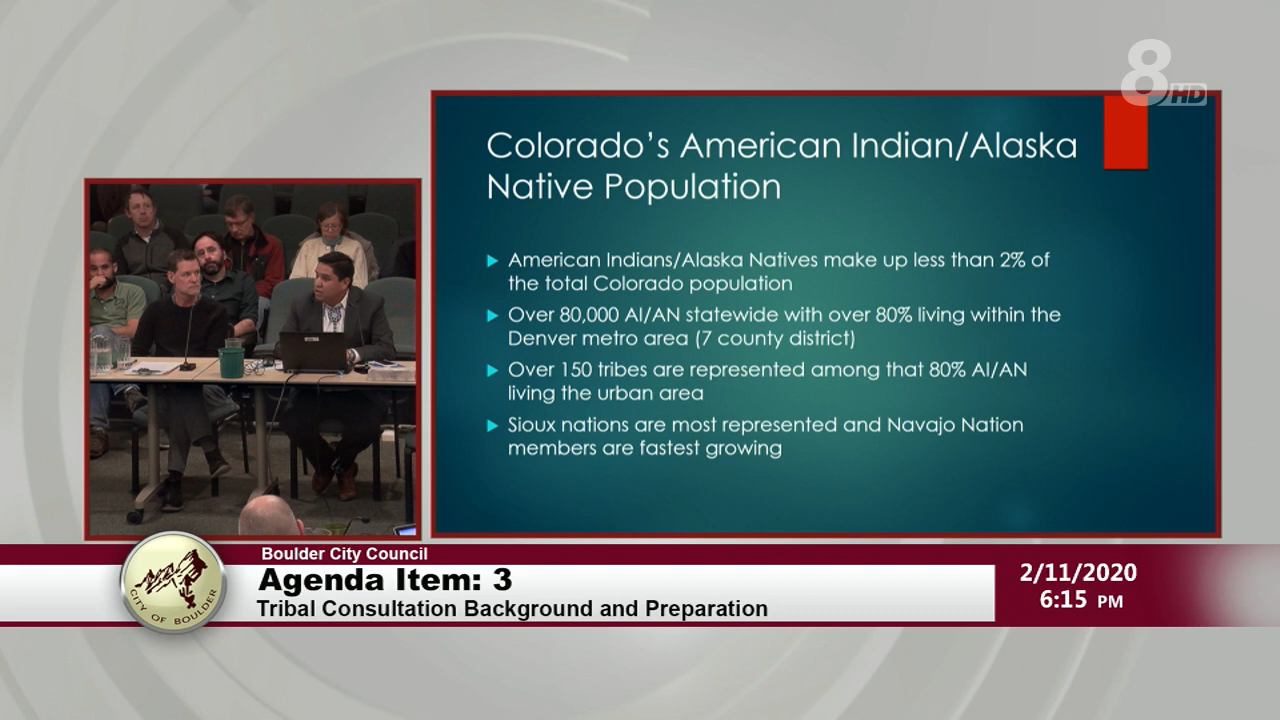 8
HD
Colorado's American Indian/Alaska
Native Population
American Indians/Alaska Natives make up less than 2% of
the total Colorado population
Over 80,000 AI/AN statewide with over 80% living within the
Denver metro area (7 county district)
Over 150 tribes are represented among that 80% AI/AN
living the urban area
Sioux nations are most represented and Navajo Nation
members are fastest growing
Boulder City Council
Agenda Item: 3
Tribal Consultation Background and Preparation
2/11/2020
6:15 PM
CITY OF BOULDER